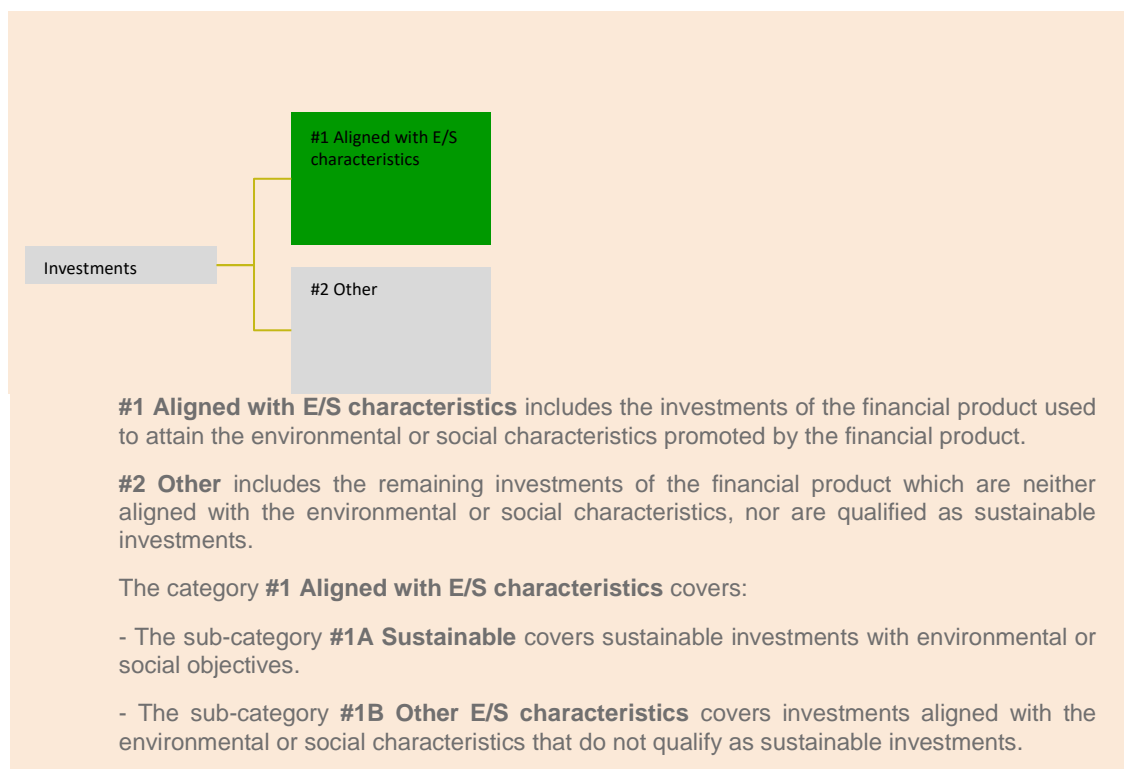 #1 Aligned with E/S
characteristics
Investments
#2 Other
#1 Aligned with E/S characteristics includes the investments of the financial product used
to attain the environmental or social characteristics promoted by the financial product.
#2 Other includes the remaining investments of the financial product which are neither
aligned with the environmental or social characteristics, nor are qualified as sustainable
investments.
The category #1 Aligned with E/S characteristics covers:
- The sub-category #1A Sustainable covers sustainable investments with environmental or
social objectives.
- The sub-category #1B Other E/S characteristics covers investments aligned with the
environmental or social characteristics that do not qualify as sustainable investments.